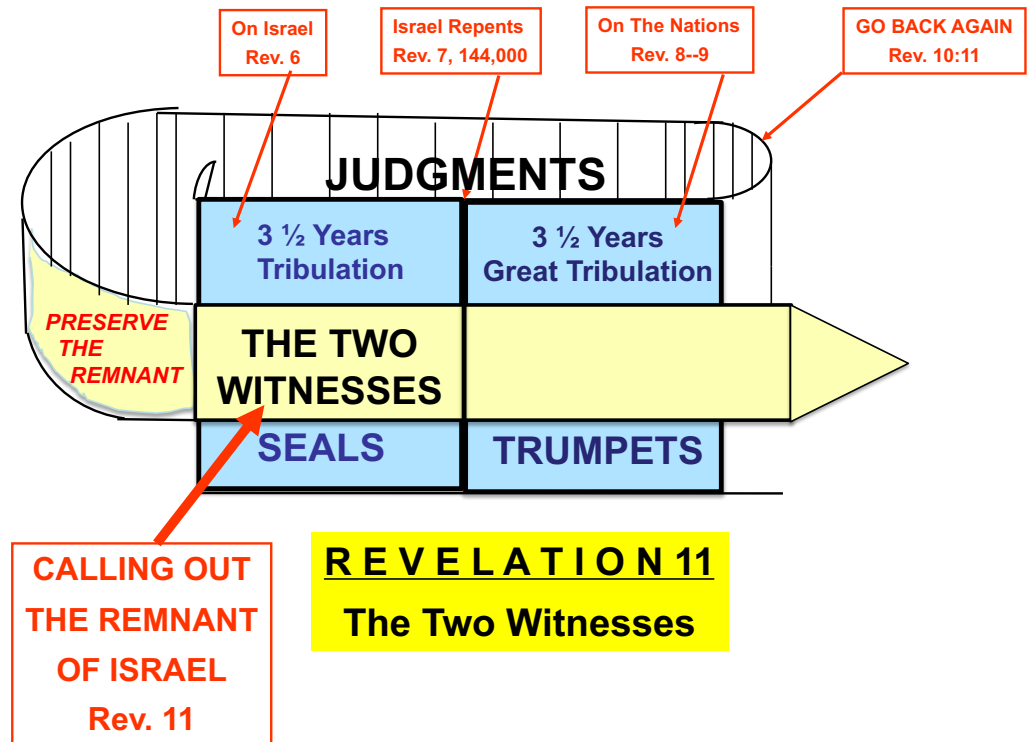 On Israel
Rev. 6
Israel Repents
Rev. 7, 144,000
On The Nations
Rev. 8--9
GO BACK AGAIN
Rev. 10:11
JUDGMENTS
3 ½ Years
Tribulation
3 ½ Years
Great Tribulation
PRESERVE
THE
REMNANT
THE TWO
WITNESSES
SEALS
TRUMPETS
CALLING OUT
THE REMNANT
OF ISRAEL
Rev. 11
R E V E L A T I O N 11
The Two Witnesses